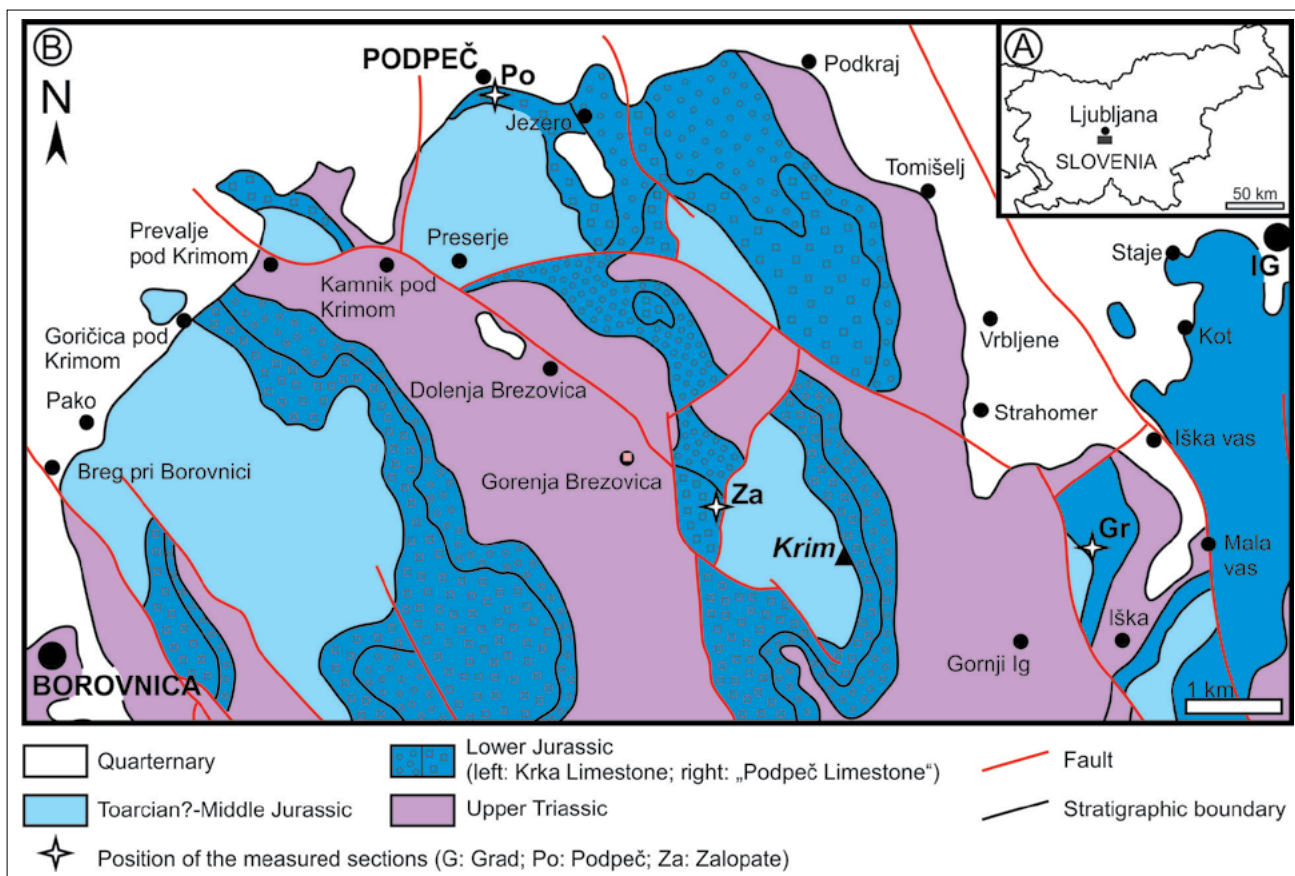 B
N
PODPEČ
Po
Jezero
Podkraj
A
Ljubljana
SLOVENIA
50 km
Tomišelj
Prevalje
pod Krimom
Preserje
Kamnik pod
Krimom
Staje
IG
Goričica pod
Krimom
Vrbljene
Kot
Dolenja Brezovica
Pako
Strahomer
Iška vas
Breg pri Borovnici
Gorenja Brezovica
Za
Krim
Gr
Mala
vas
Iška
Gornji Ig
BOROVNICA
1 km
Quarternary
Lower Jurassic
(left: Krka Limestone; right: „Podpeč Limestone“)
Fault
Toarcian?-Middle Jurassic
Upper Triassic
Stratigraphic boundary
Position of the measured sections (G: Grad; Po: Podpeč; Za: Zalopate)